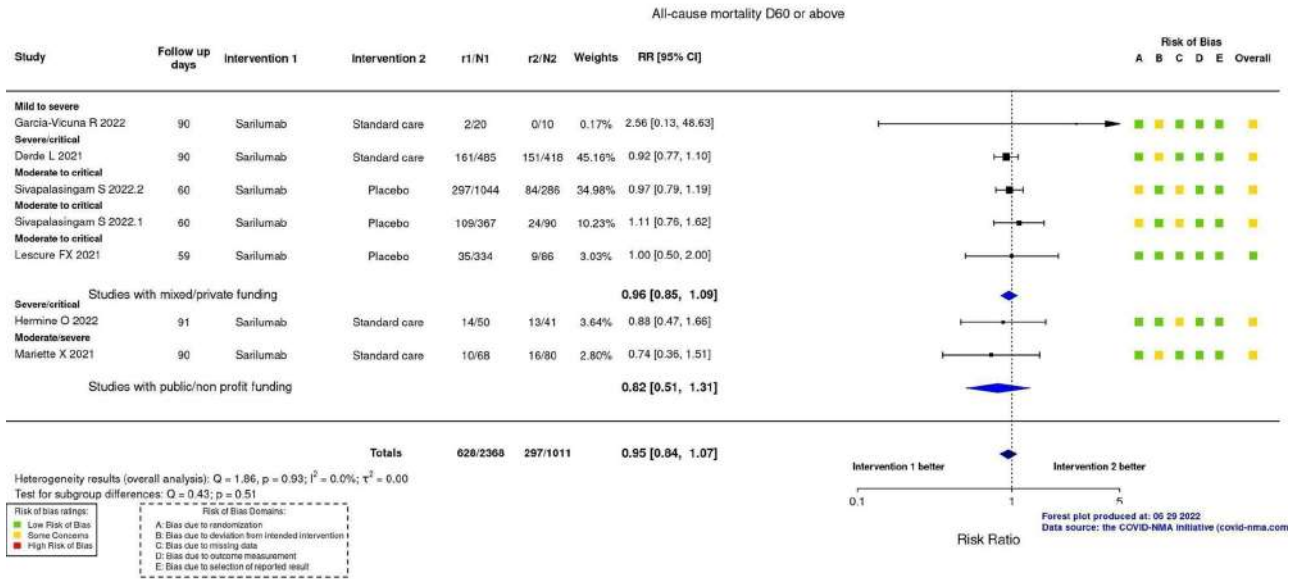 All-cause mortality D60 or above
Risk of Bias
Study Follow up days Intervention 1 Intervention 2 r1/N1 r2/N2 Weights RR [95% CI] A B C D E Overall
Mild to severe
Garcia-Vicuna R 2022 90 Sarilumab Standard care 2/20 0/10 0.17% 2.56 [0.13, 48.63]
Severe/critical
Derde L 2021 90 Sarilumab Standard care 161/485 151/418 45.16% 0.92 [0.77, 1.10]
Moderate to critical
Sivapalasingam S 2022.2 60 Sarilumab Placebo 297/1044 84/286 34.98% 0.97 [0.79, 1.19]
Moderate to critical
Sivapalasingam S 2022.1 60 Sarilumab Placebo 109/367 24/90 10.23% 1.11 [0.76, 1.62]
Moderate to critical
Lescure FX 2021 59 Sarilumab Placebo 35/334 9/86 3.03% 1.00 [0.50, 2.00]
Studies with mixed/private funding 0.96 [0.85, 1.09]
Severe/critical
Hermine O 2022 91 Sarilumab Standard care 14/50 13/41 3.64% 0.88 [0.47, 1.66]
Moderate/severe
Mariette X 2021 90 Sarilumab Standard care 10/68 16/80 2.80% 0.74 [0.36, 1.51]
Studies with public/non profit funding 0.82 [0.51, 1.31]
Totals 628/2368 297/1011 0.95 [0.84, 1.07]
Intervention 1 better Intervention 2 better
Heterogeneity results (overall analysis): Q = 1.86, p = 0.93; I² = 0.0%; τ² = 0.00
Test for subgroup differences: Q = 0.43; p = 0.51
0.1 1 5
Risk Ratio
Forest plot produced at: 06 29 2022
Data source: the COVID-NMA initiative (covid-nma.com
Risk of bias ratings:
Low Risk of Bias
Some Concerns
High Risk of Bias
Risk of Bias Domains:
A: Bias due to randomization
B: Bias due to deviation from intended intervention
C: Bias due to missing data
D: Bias due to outcome measurement
E: Bias due to selection of reported result